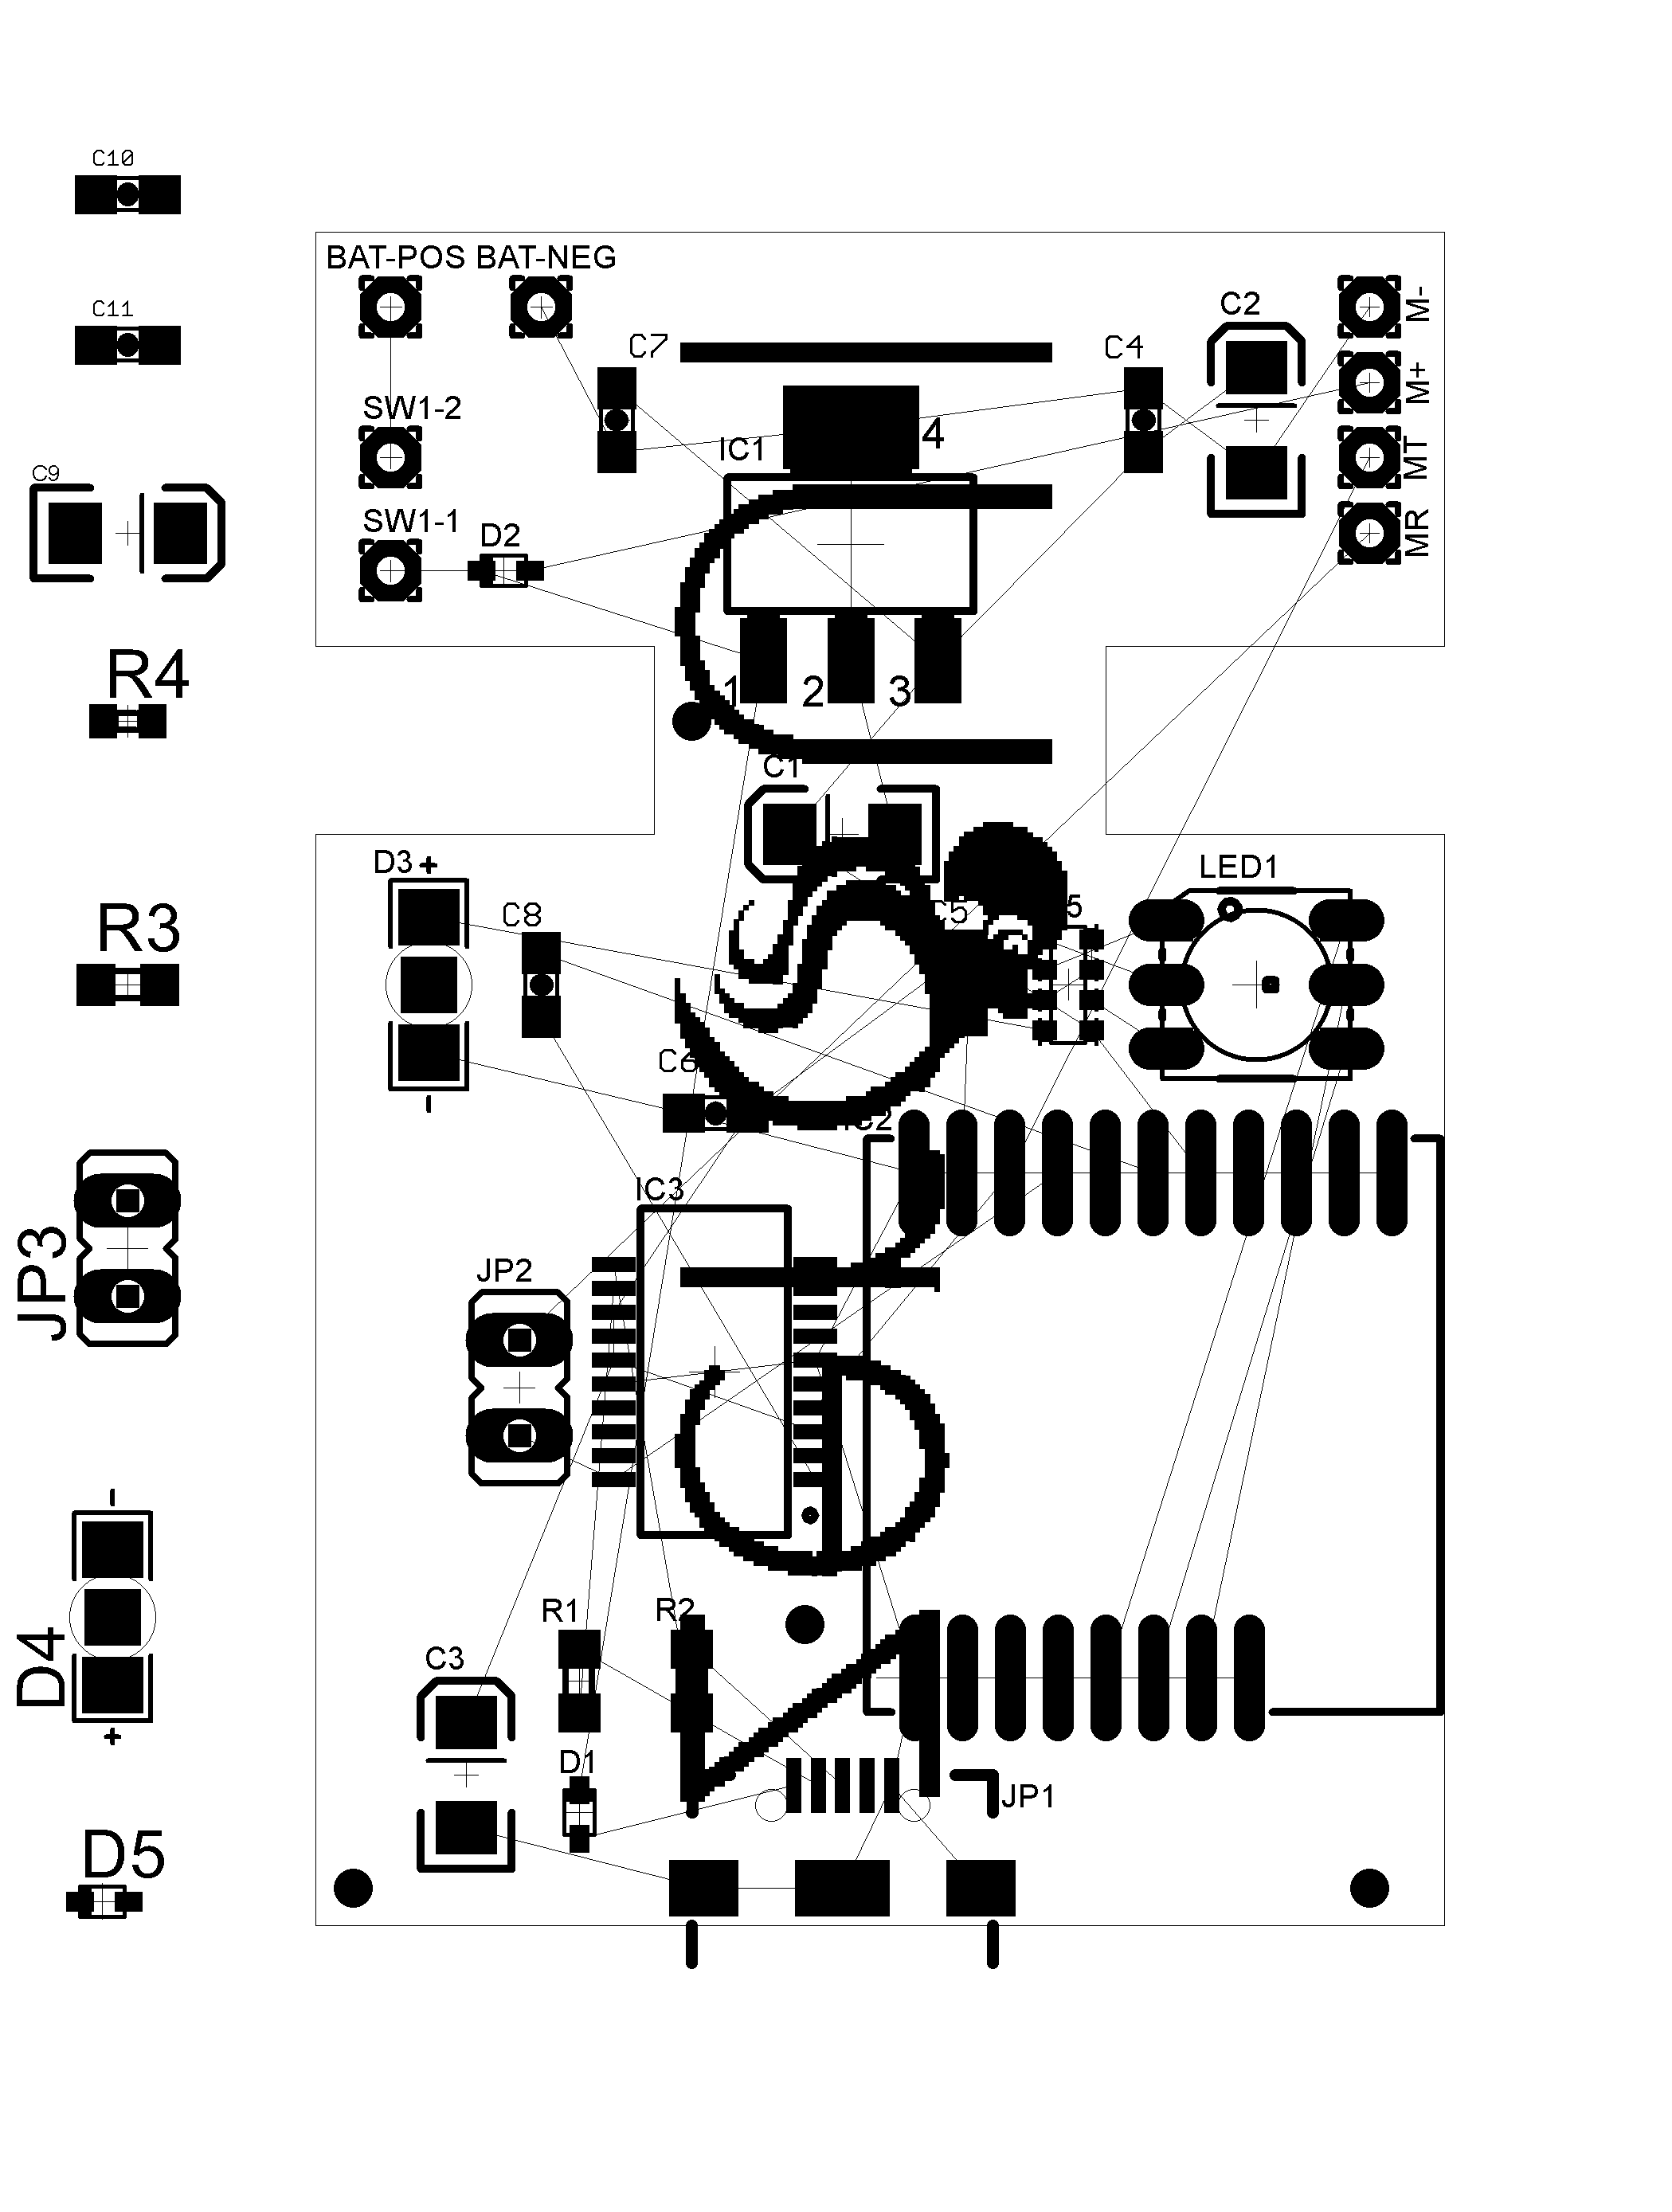 C10
BAT-POS BAT-NEG
C11
C2
M-
C7
C4
M+
SW1-2
IC1
4
MT
C9
SW1-1
D2
MR
R4
1
2
3
C1
D3
+
LED1
R3
C8
C5
5
-
C6
IC2
IC3
JP3
JP2
-
R1
R2
D4
C3
+
D1
JP1
D5